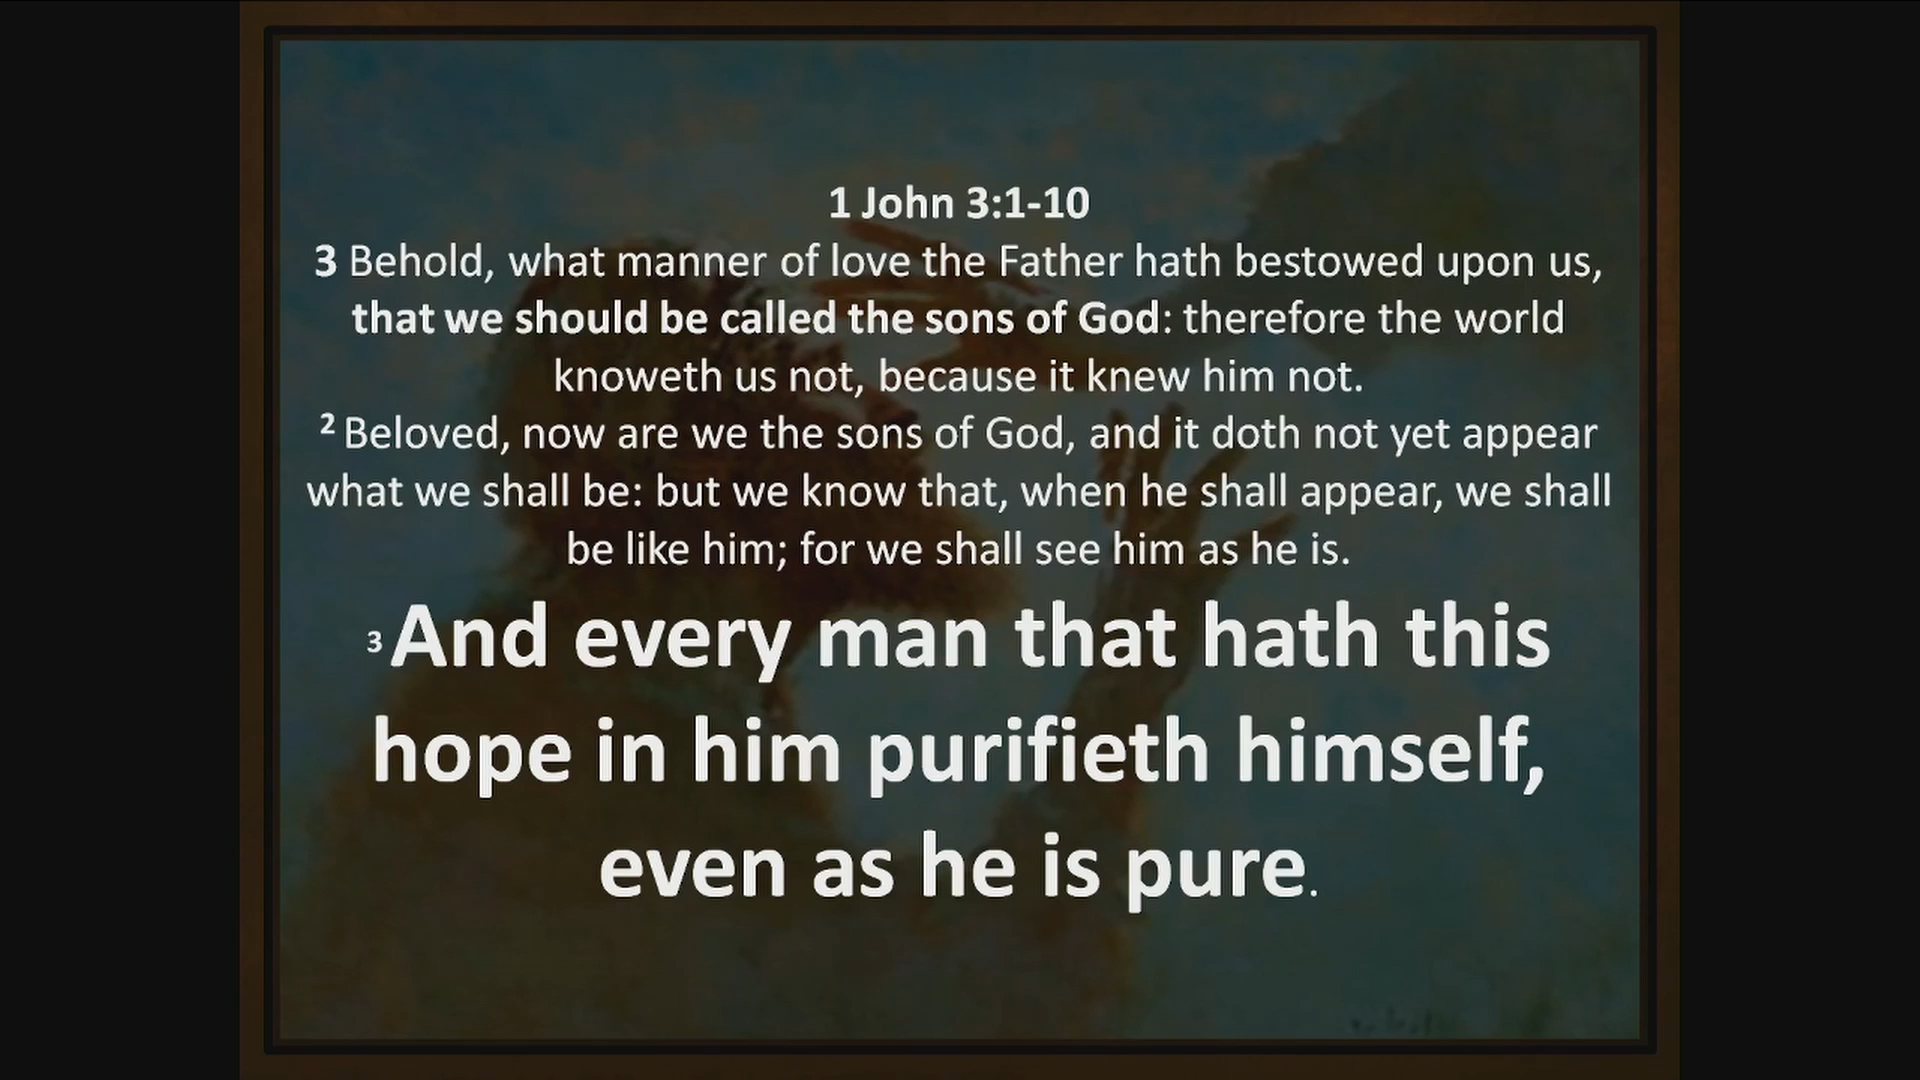 1 John 3:1-10
3 Behold, what manner of love the Father hath bestowed upon us,
that we should be called the sons of God: therefore the world
knoweth us not, because it knew him not.
2 Beloved, now are we the sons of God, and it doth not yet appear
what we shall be: but we know that, when he shall appear, we shall
be like him; for we shall see him as he is.
3 And every man that hath this
hope in him purifieth himself,
even as he is pure.